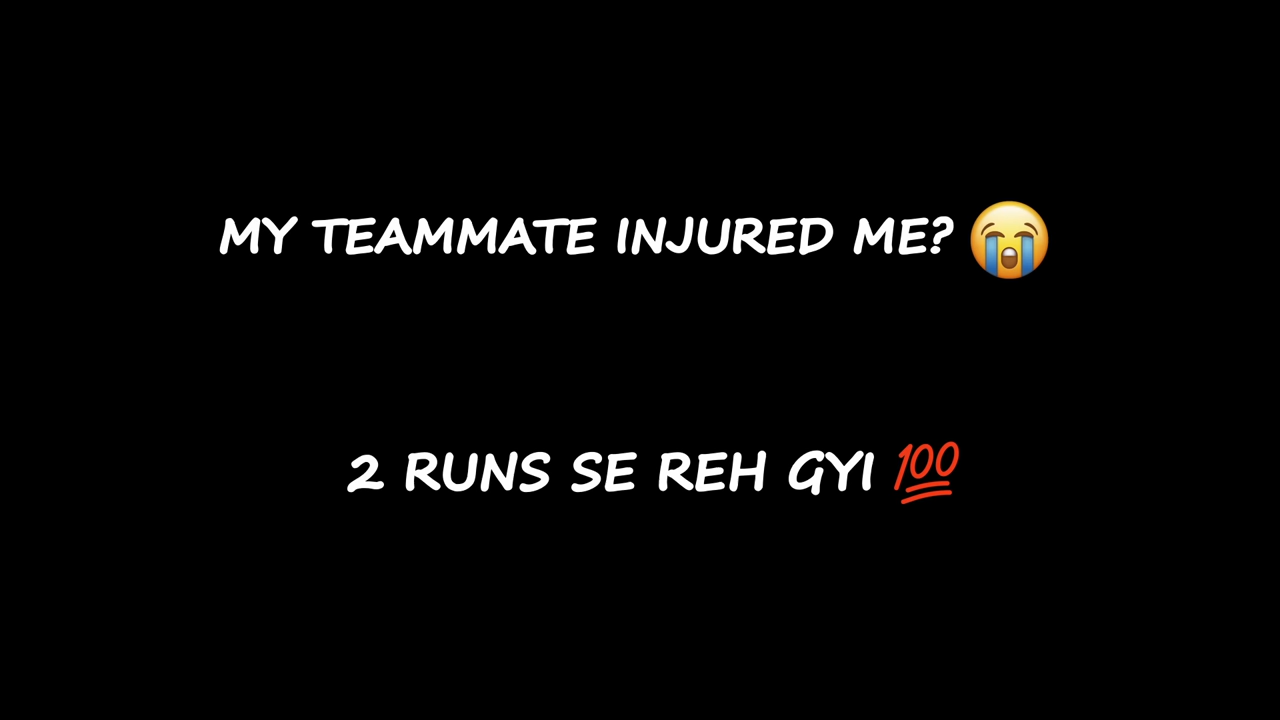 MY TEAMMATE INJURED ME? 😭
2 RUNS SE REH GYI 💯